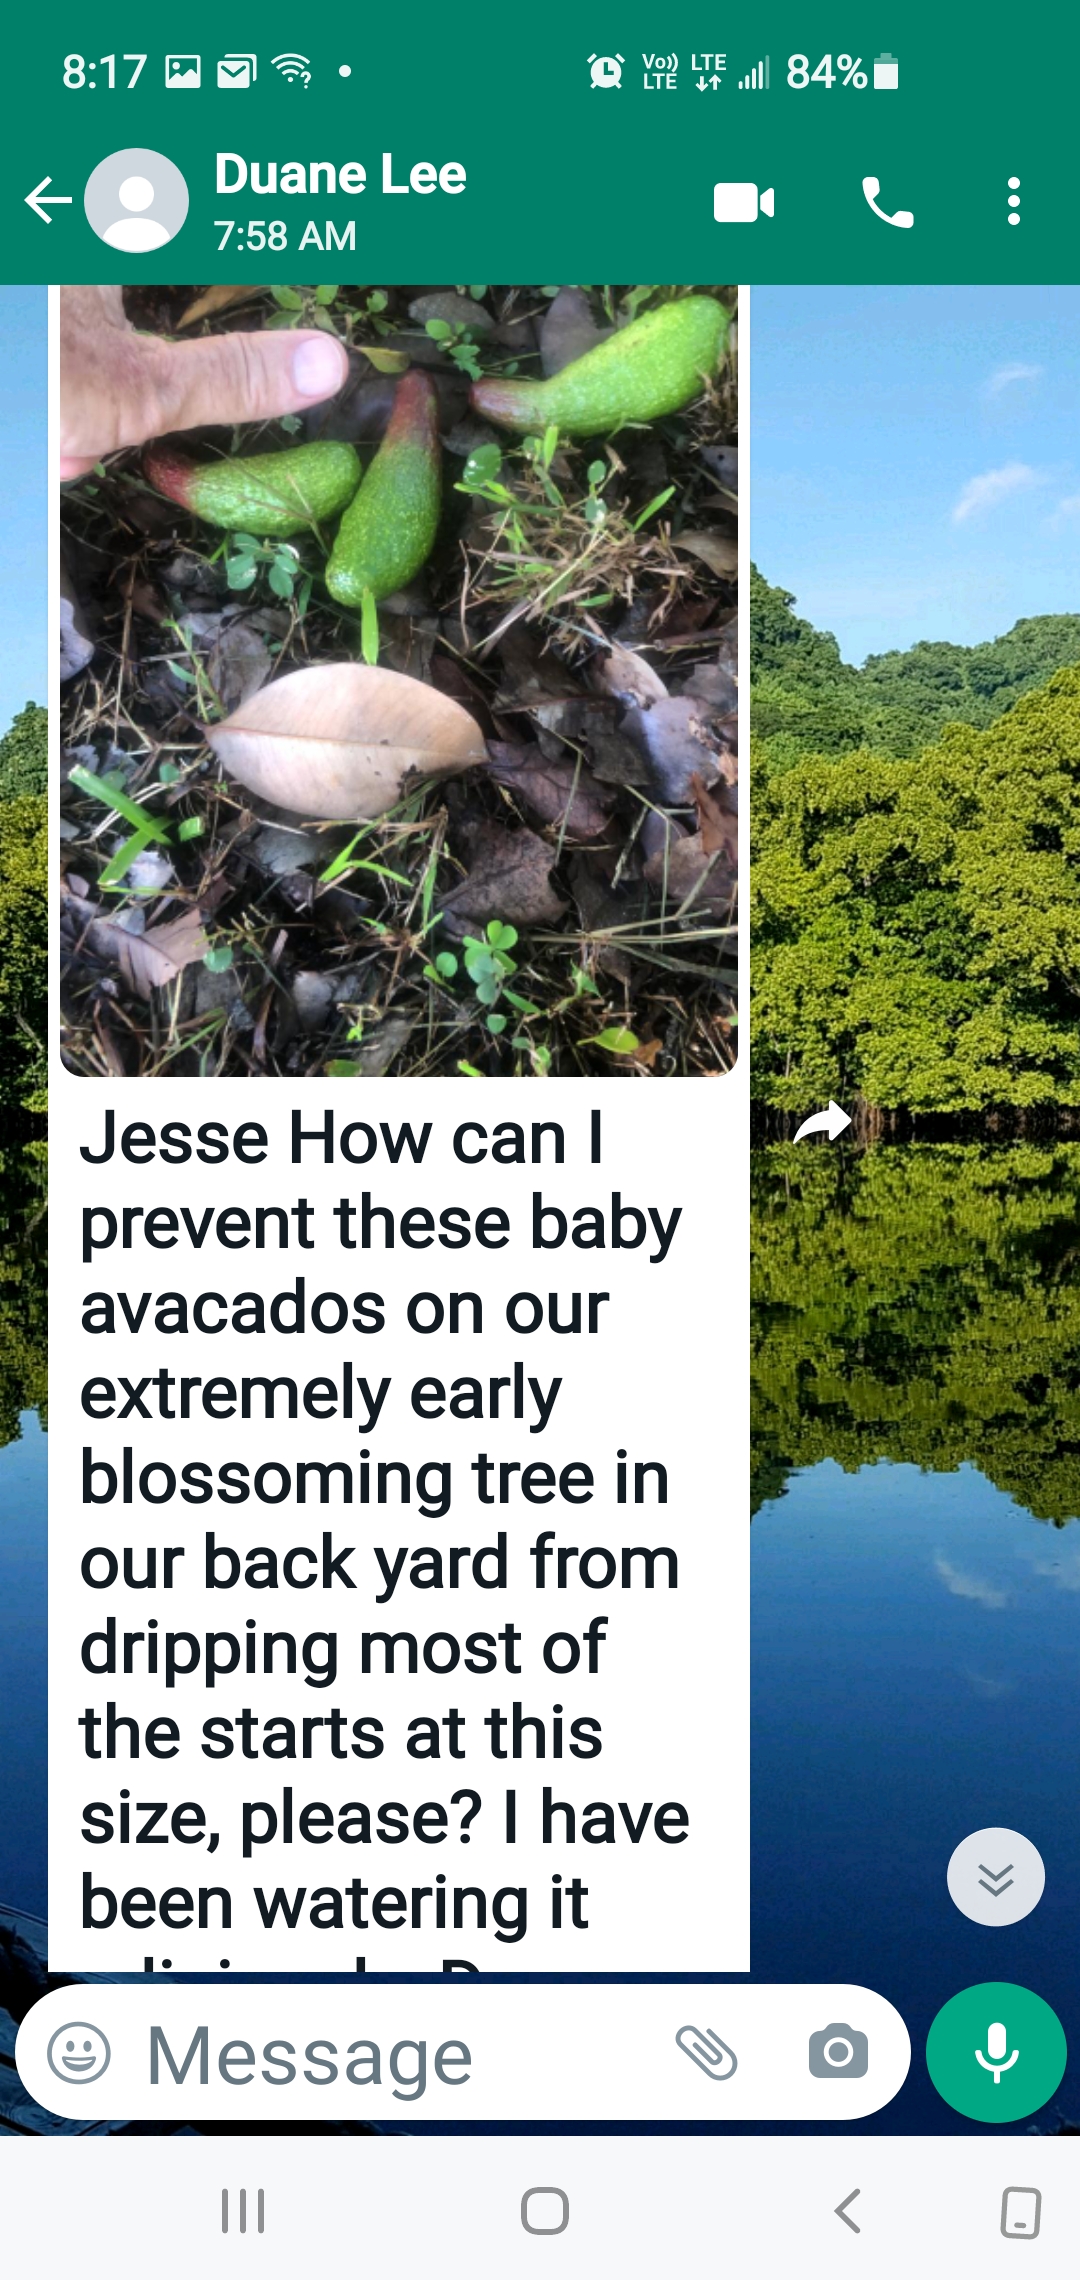 8:17
Vo)) LTE
LTE
84%
Duane Lee
7:58 AM
Jesse How can I
prevent these baby
avacados on our
extremely early
blossoming tree in
our back yard from
dripping most of
the starts at this
size, please? I have
been watering it
Message